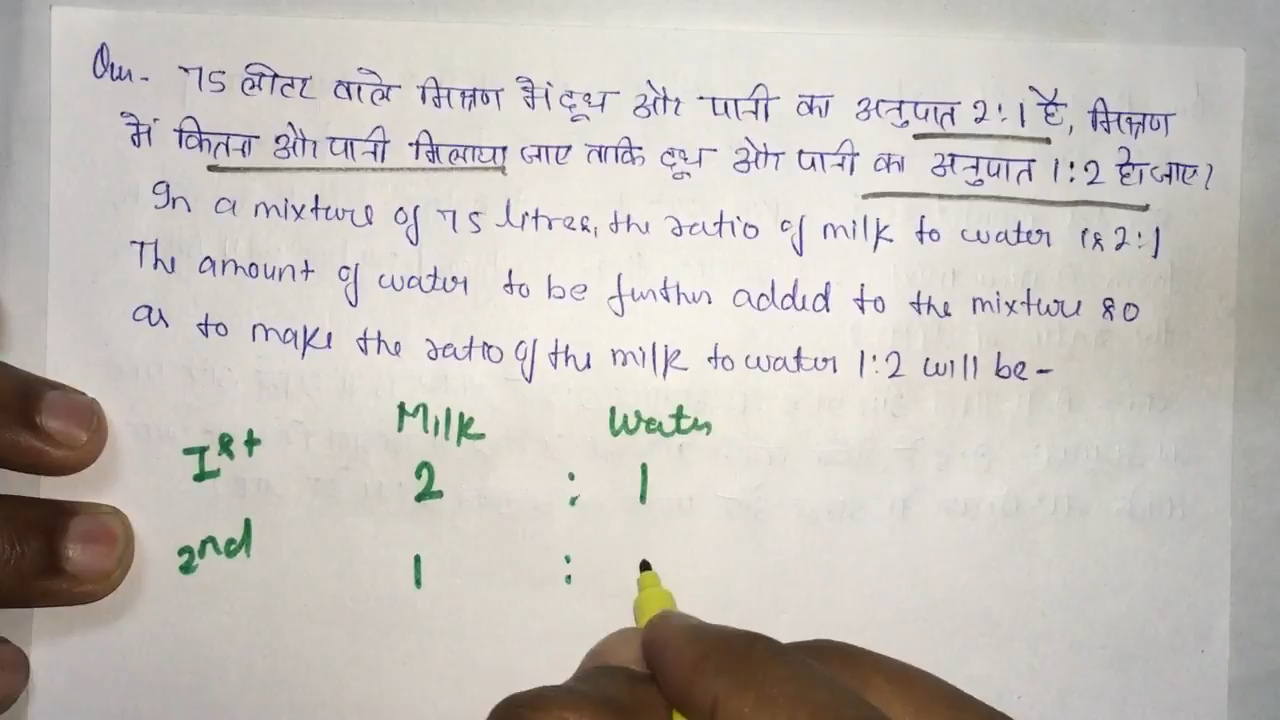 Que- 75 लीटर वाले मिश्रण में दूध और पानी का अनुपात 2:1 है, मिश्रण
में कितना और पानी मिलाया जाए ताकि दूध और पानी का अनुपात 1:2 हो जाए?
In a mixture of 75 litres, the ratio of milk to water is 2:1
The amount of water to be further added to the mixture so
as to make the ratio of the milk to water 1:2 will be-
Milk Water
Ist 2 : 1
2nd 1 :